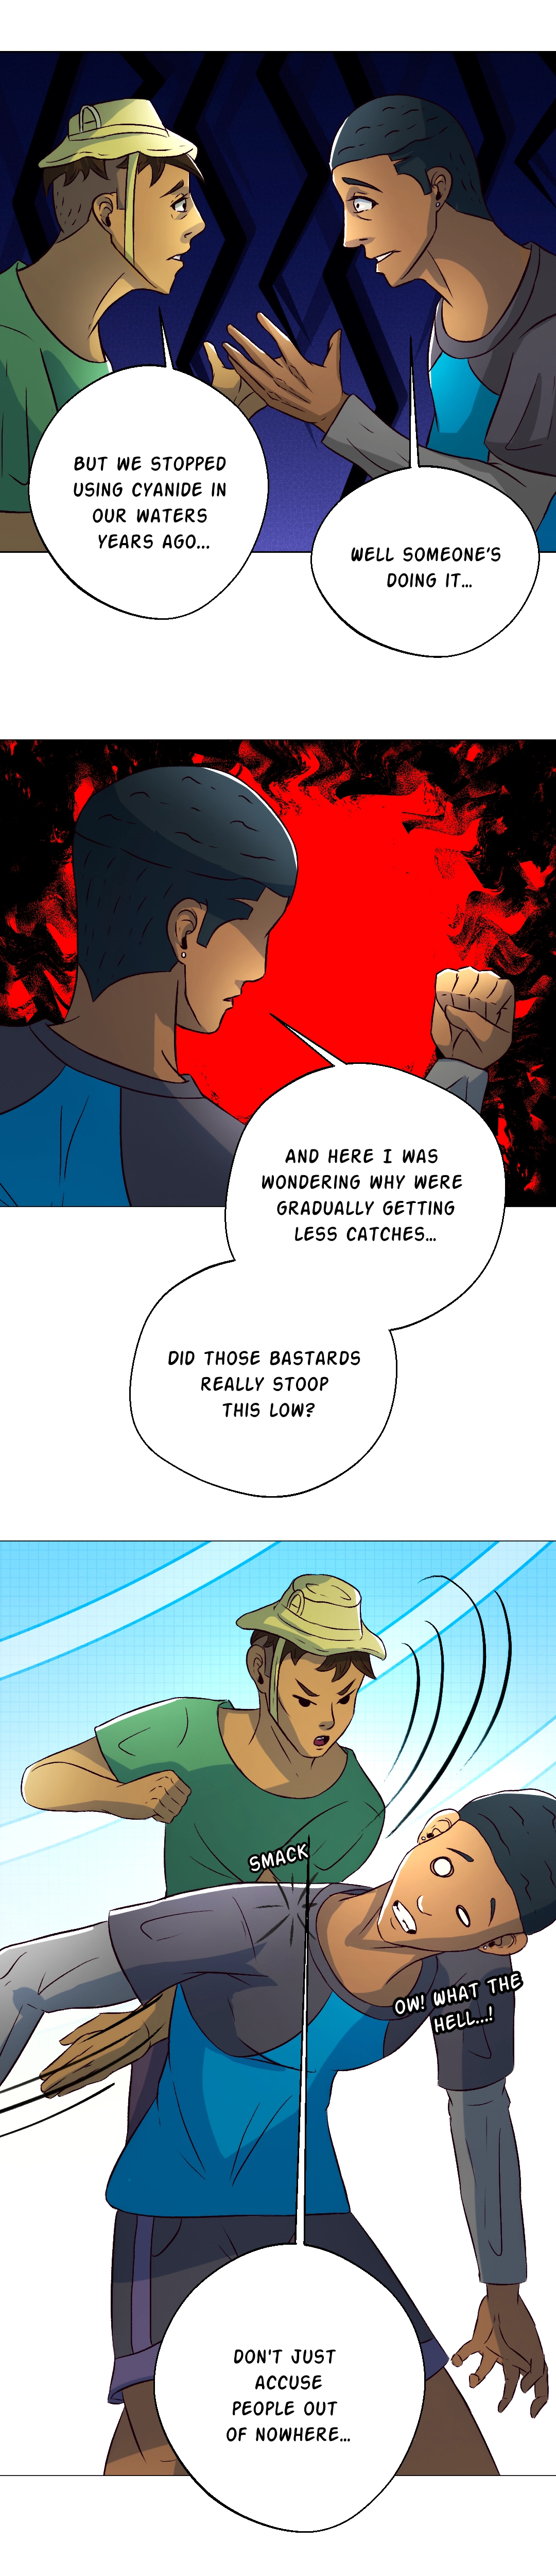 BUT WE STOPPED
USING CYANIDE IN
OUR WATERS
YEARS AGO...
WELL SOMEONE'S
DOING IT...
AND HERE I WAS
WONDERING WHY WERE
GRADUALLY GETTING
LESS CATCHES...
DID THOSE BASTARDS
REALLY STOOP
THIS LOW?
SMACK
OW! WHAT THE
HELL...!
DON'T JUST
ACCUSE
PEOPLE OUT
OF NOWHERE...